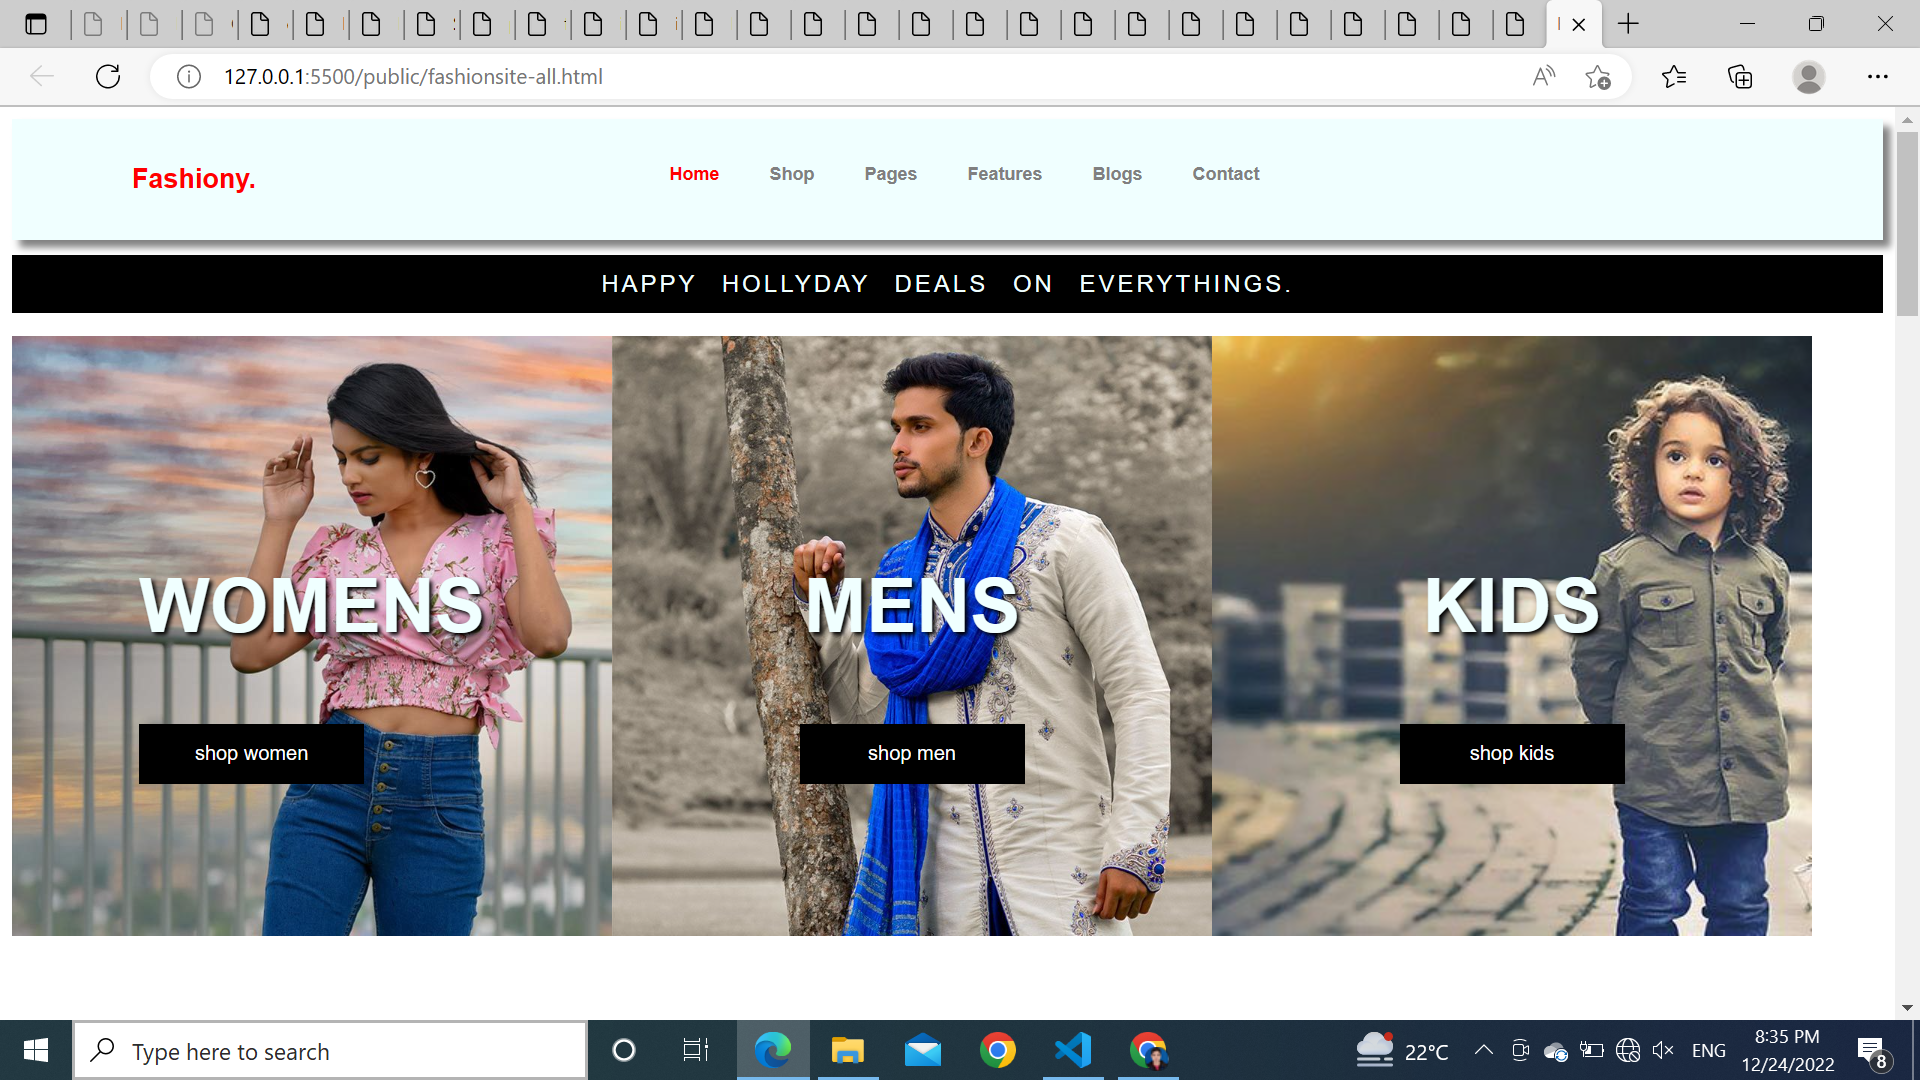 127.0.0.1:5500/public/fashionsite-all.html
Fashiony.
Home Shop Pages Features Blogs Contact
HAPPY HOLLYDAY DEALS ON EVERYTHINGS.
WOMENS MENS KIDS
shop women shop men shop kids
Type here to search
22°C
ENG
8:35 PM
12/24/2022
8